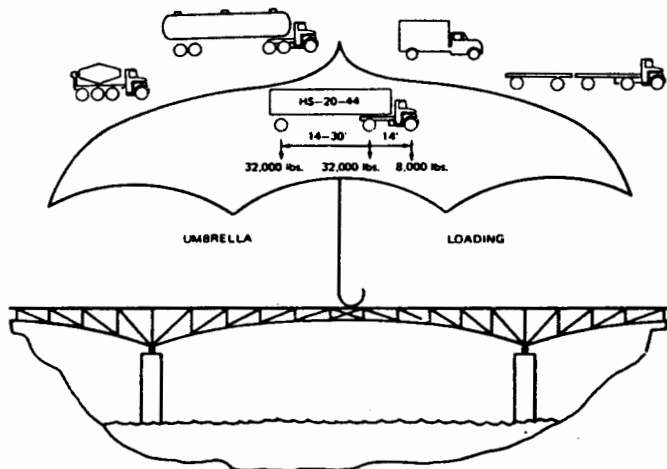 HS-20-44
14-30' 14'
32,000 lbs. 32,000 lbs. 8,000 lbs.
UMBRELLA LOADING